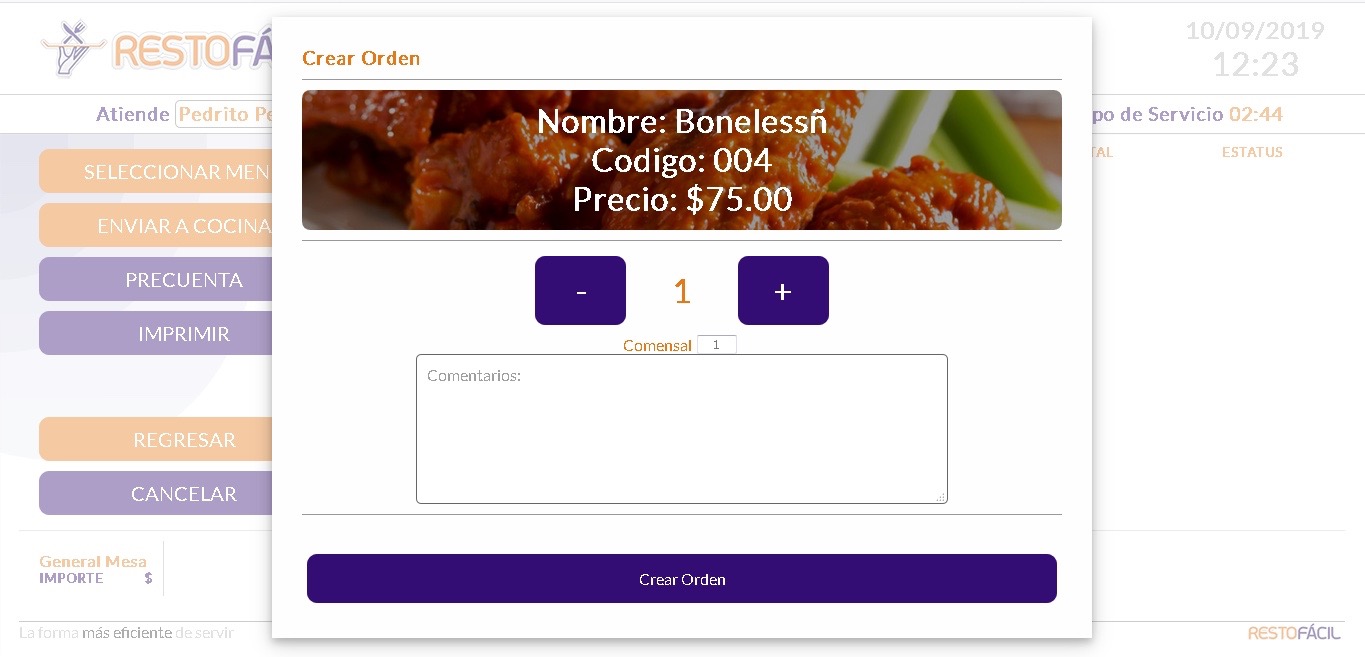 RESTOFÁ
10/09/2019
12:23
Atiende Pedrito Pe
po de Servicio 02:44
TAL ESTATUS
SELECCIONAR MEN
ENVIAR A COCINA
PRECUENTA
IMPRIMIR
REGRESAR
CANCELAR
General Mesa
IMPORTE $
Crear Orden
Nombre: Bonelessñ
Codigo: 004
Precio: $75.00
- 1 +
Comensal 1
Comentarios:
Crear Orden
La forma más eficiente de servir
RESTOFÁCIL